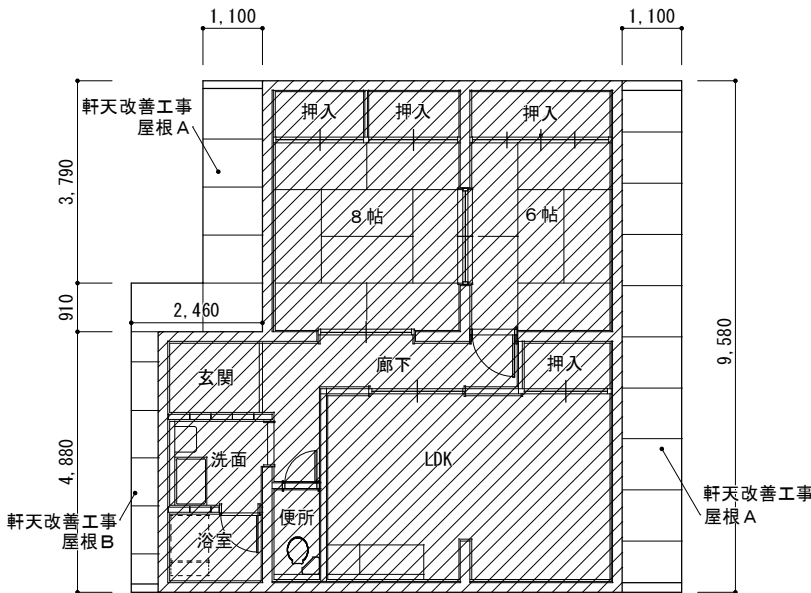 1,100
1,100
軒天改善工事
屋根A
押入
押入
押入
3,790
8帖
6帖
910
2,460
9,580
玄関
廊下
押入
4,880
洗面
LDK
軒天改善工事
屋根B
浴室
便所
軒天改善工事
屋根A